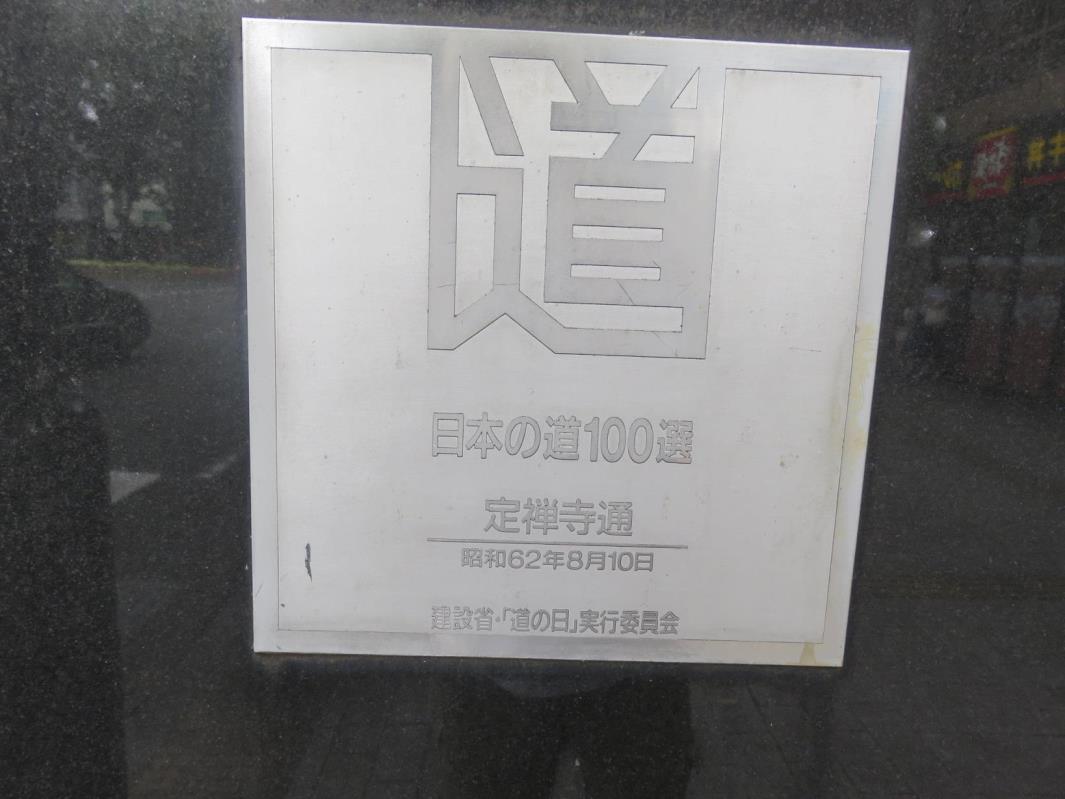 道
日本の道100選
定禅寺通
昭和62年8月10日
建設省・「道の日」実行委員会